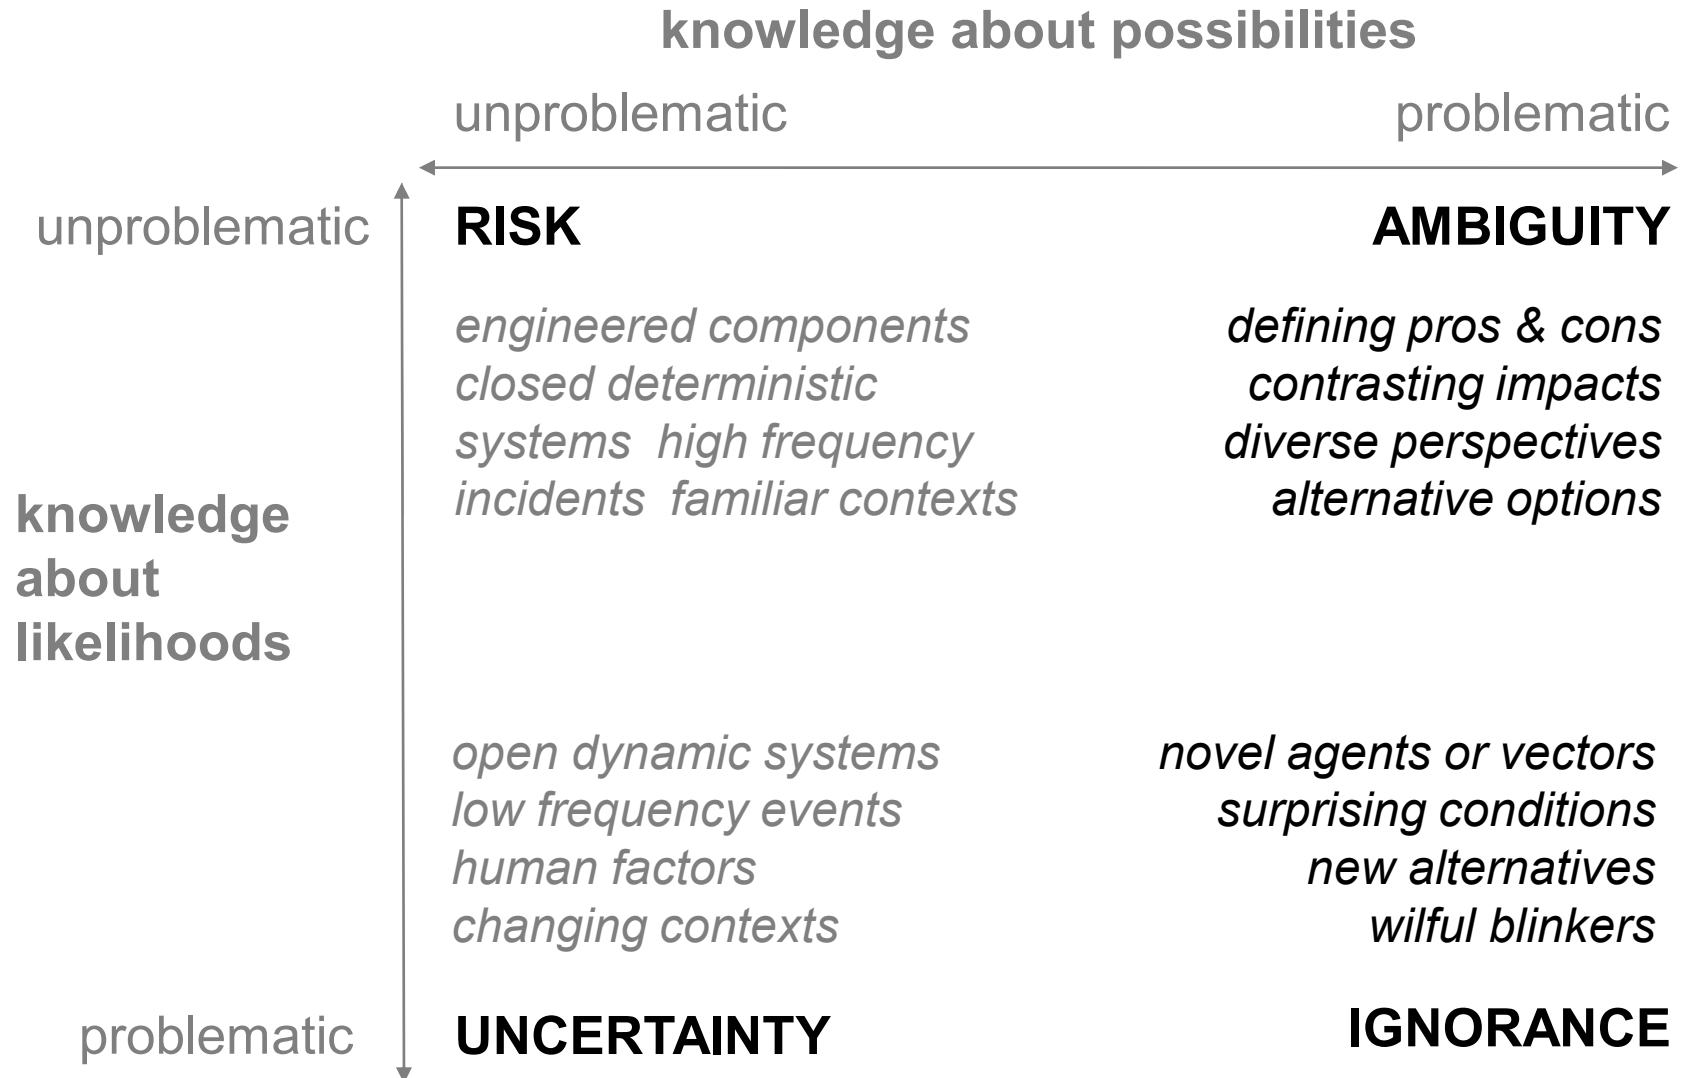 knowledge about possibilities
unproblematic problematic
unproblematic RISK AMBIGUITY
engineered components
closed deterministic
systems high frequency
incidents familiar contexts
defining pros & cons
contrasting impacts
diverse perspectives
alternative options
knowledge
about
likelihoods
open dynamic systems
low frequency events
human factors
changing contexts
novel agents or vectors
surprising conditions
new alternatives
wilful blinkers
problematic UNCERTAINTY IGNORANCE